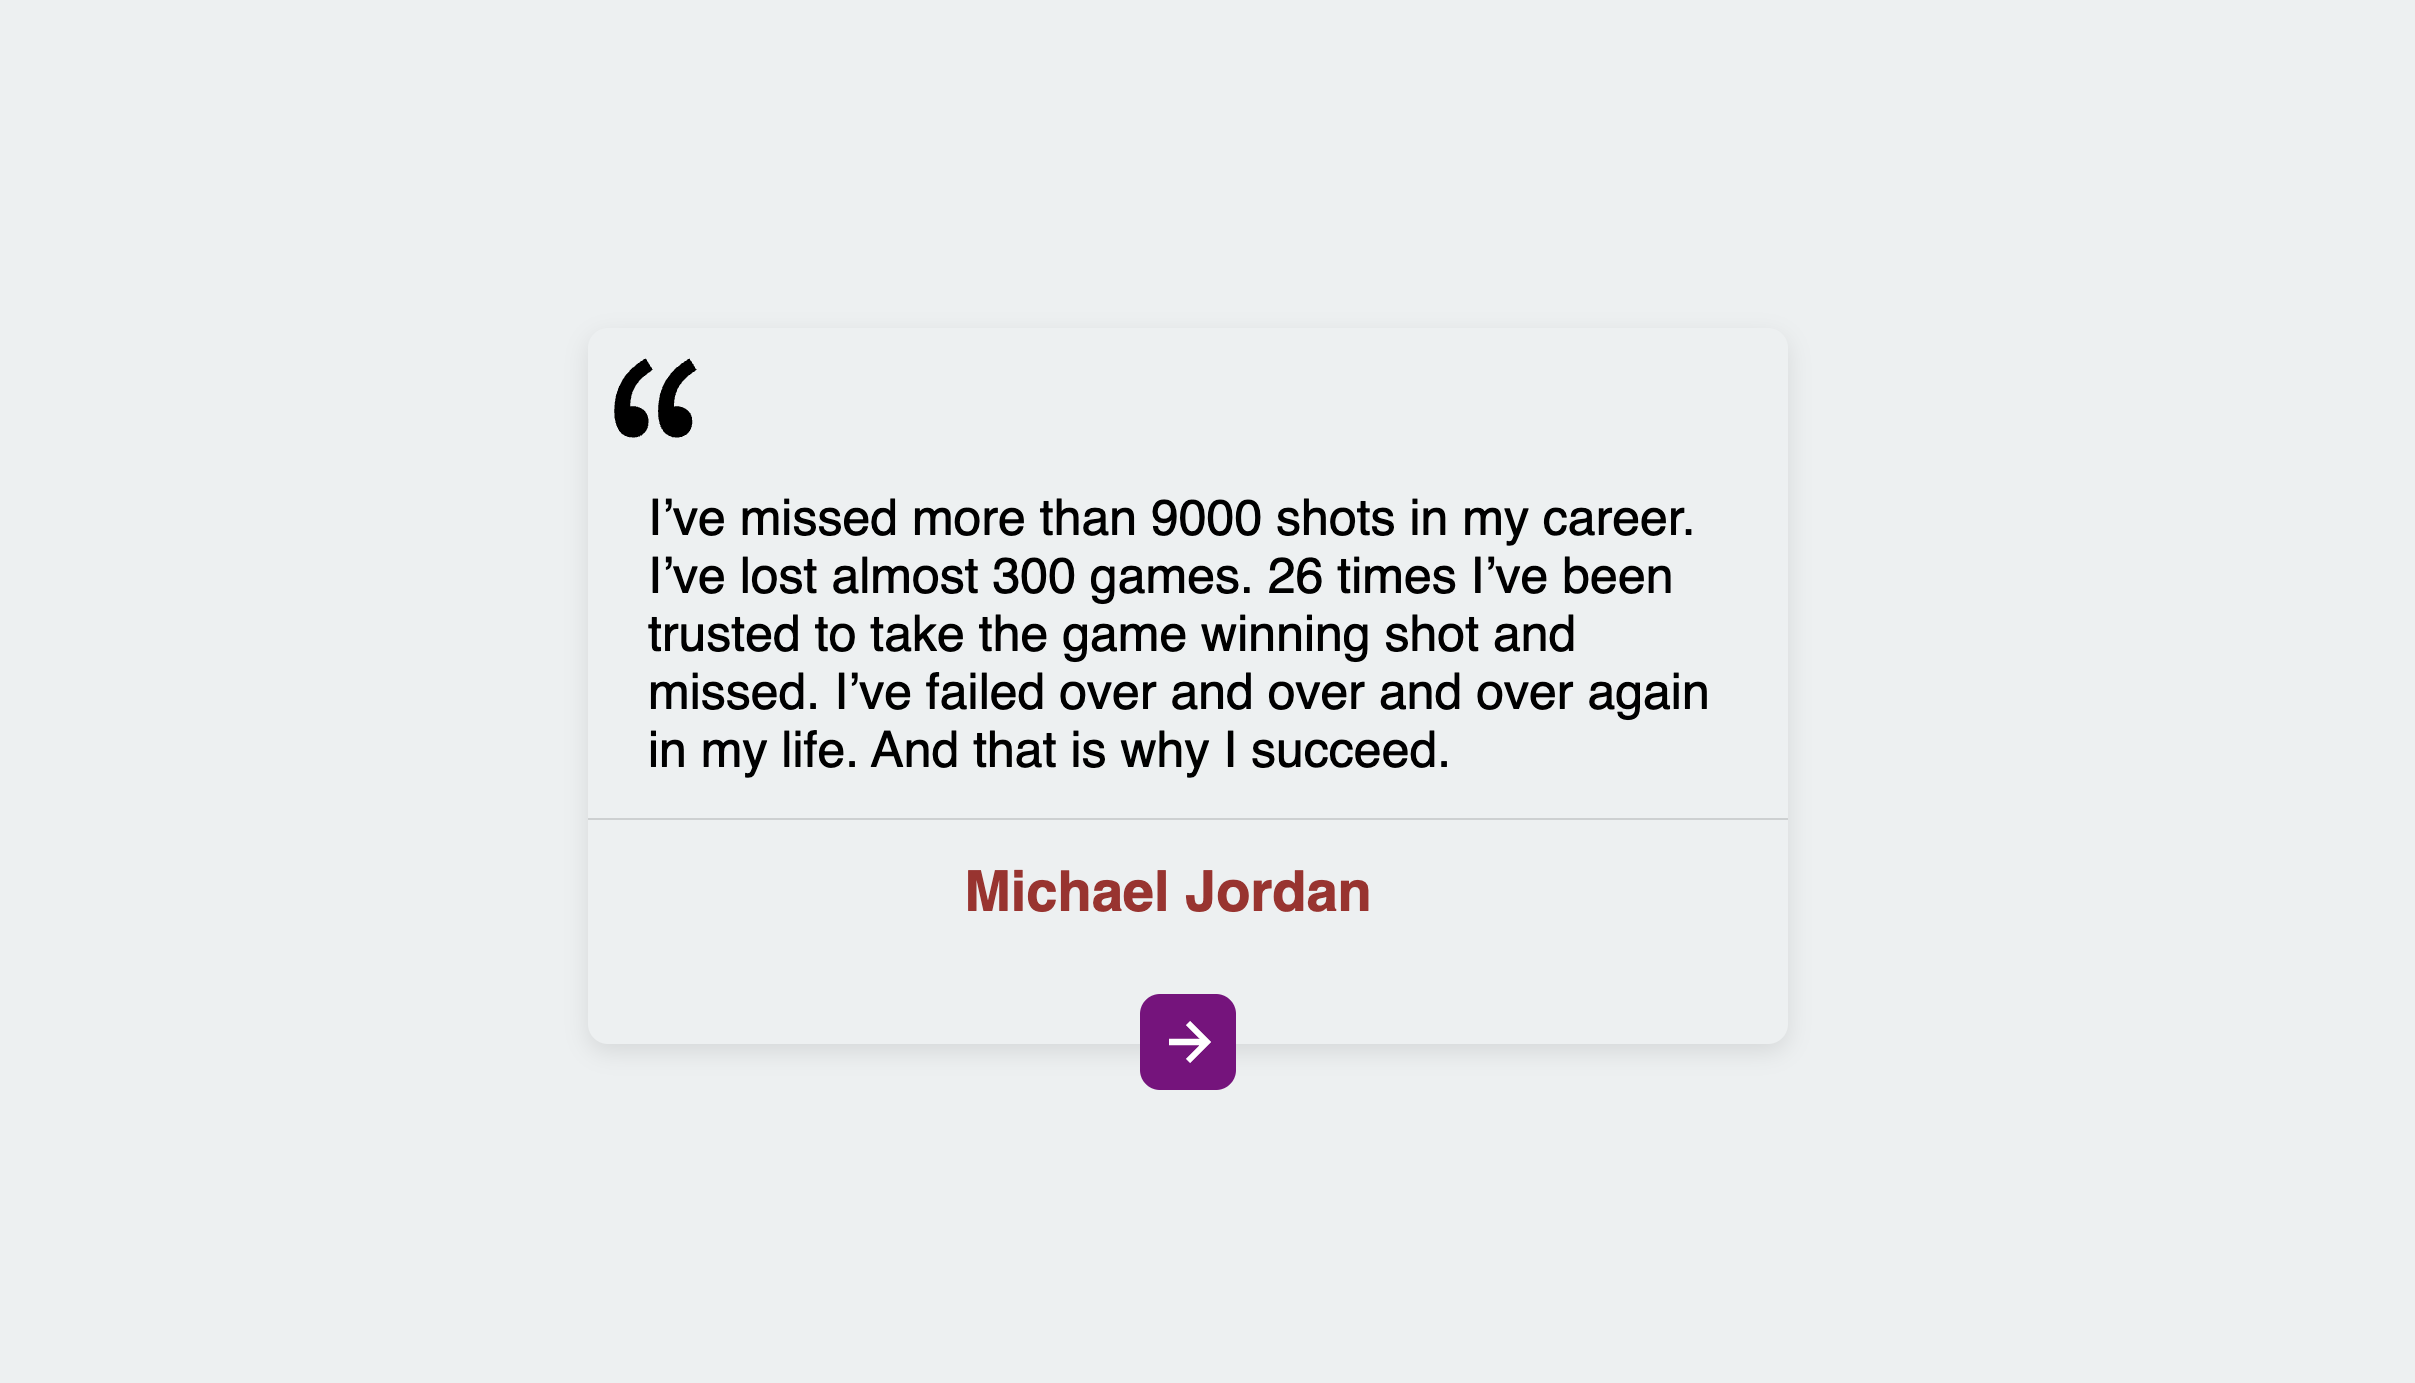 “
I’ve missed more than 9000 shots in my career.
I’ve lost almost 300 games. 26 times I’ve been
trusted to take the game winning shot and
missed. I’ve failed over and over and over again
in my life. And that is why I succeed.
Michael Jordan